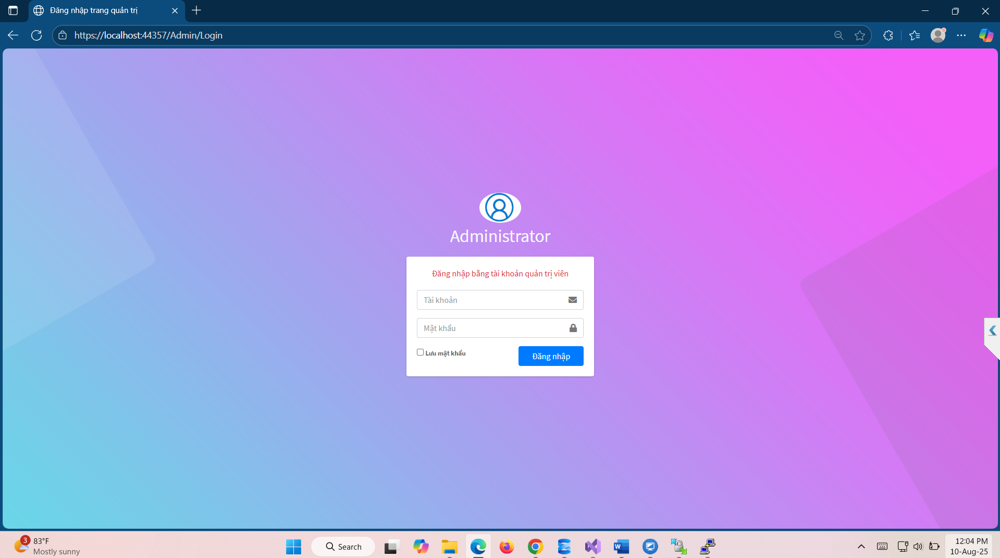 Đăng nhập trang quản trị
https://localhost:44357/Admin/Login
Administrator
Đăng nhập bằng tài khoản quản trị viên
Tài khoản
Mật khẩu
Lưu mật khẩu
Đăng nhập
3
83°F
Mostly sunny
Search
W
12:04 PM
10-Aug-25